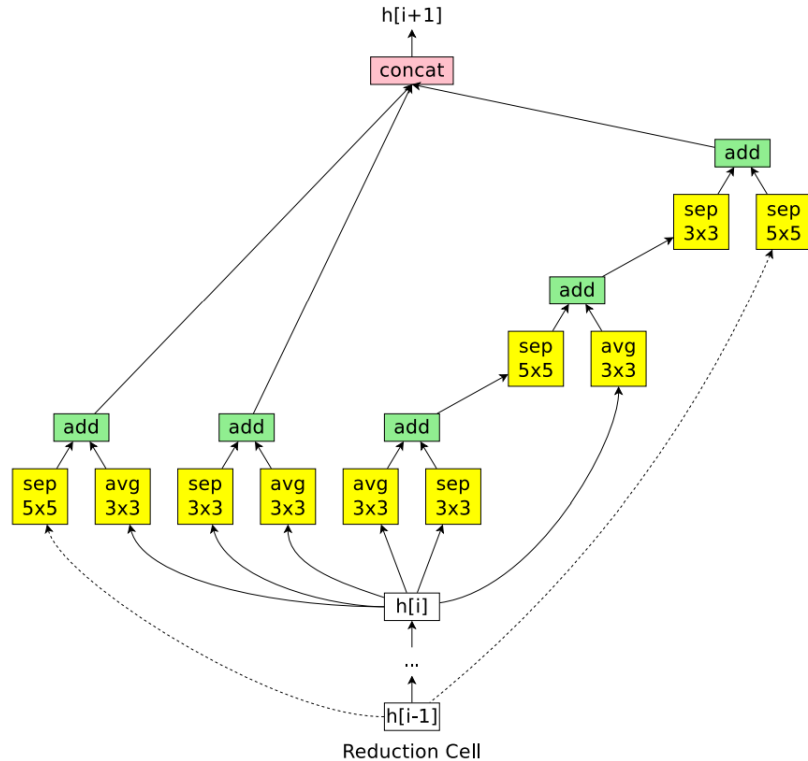 h[i+1]
concat
add
sep
3x3
sep
5x5
add
sep
5x5
avg
3x3
add
add
add
sep
5x5
avg
3x3
sep
3x3
avg
3x3
avg
3x3
sep
3x3
h[i]
...
h[i-1]
Reduction Cell